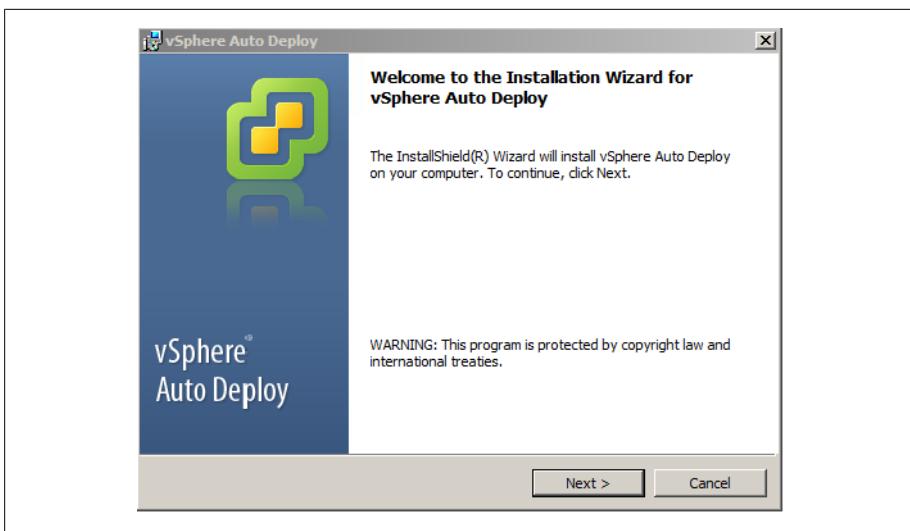 vSphere Auto Deploy
Welcome to the Installation Wizard for
vSphere Auto Deploy
The InstallShield(R) Wizard will install vSphere Auto Deploy
on your computer. To continue, click Next.
WARNING: This program is protected by copyright law and
international treaties.
vSphere®
Auto Deploy
Next >
Cancel